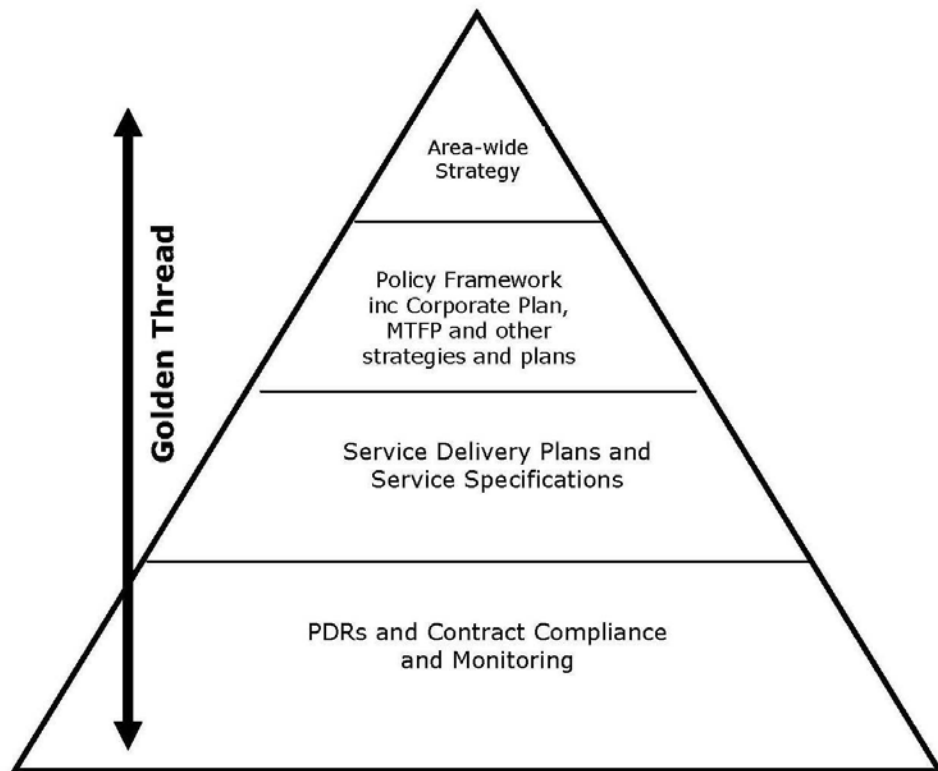 Area-wide
Strategy
Golden Thread
Policy Framework
inc Corporate Plan,
MTFP and other
strategies and plans
Service Delivery Plans and
Service Specifications
PDRs and Contract Compliance
and Monitoring